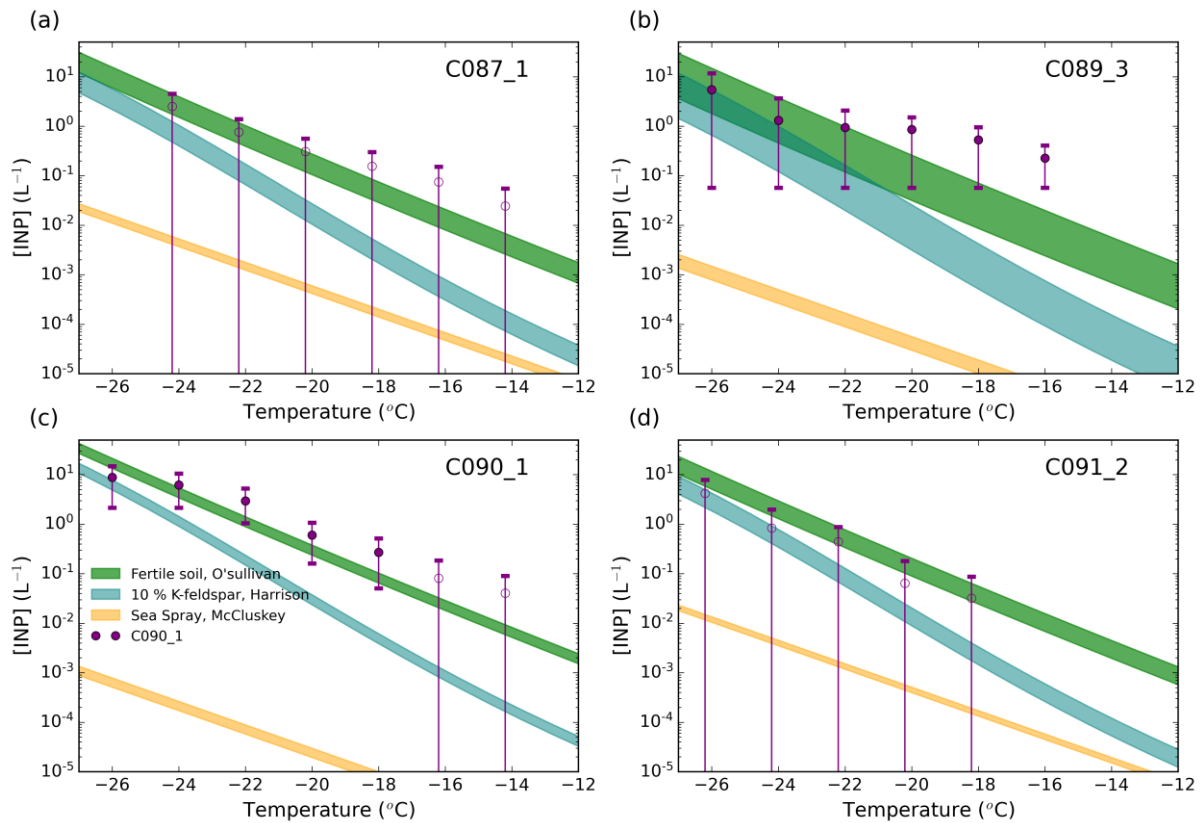 (a)
C087_1
[INP] (L⁻¹)
10¹
10⁰
10⁻¹
10⁻²
10⁻³
10⁻⁴
10⁻⁵
−26 −24 −22 −20 −18 −16 −14 −12
Temperature (°C)
(b)
C089_3
[INP] (L⁻¹)
10¹
10⁰
10⁻¹
10⁻²
10⁻³
10⁻⁴
10⁻⁵
−26 −24 −22 −20 −18 −16 −14 −12
Temperature (°C)
(c)
C090_1
[INP] (L⁻¹)
10¹
10⁰
10⁻¹
10⁻²
10⁻³
10⁻⁴
10⁻⁵
Fertile soil, O'sullivan
10 % K-feldspar, Harrison
Sea Spray, McCluskey
C090_1
−26 −24 −22 −20 −18 −16 −14 −12
Temperature (°C)
(d)
C091_2
[INP] (L⁻¹)
10¹
10⁰
10⁻¹
10⁻²
10⁻³
10⁻⁴
10⁻⁵
−26 −24 −22 −20 −18 −16 −14 −12
Temperature (°C)